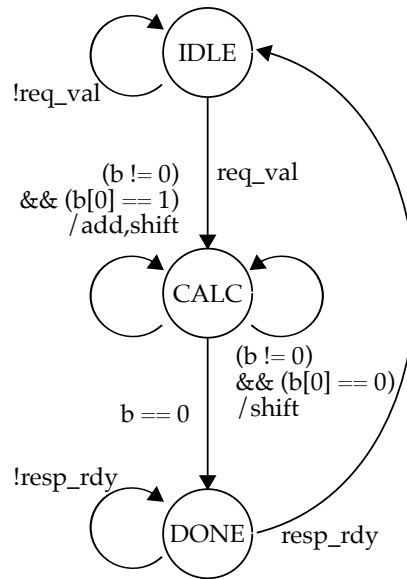 IDLE
!req_val
req_val
(b != 0)
&& (b[0] == 1)
/add,shift
CALC
(b != 0)
&& (b[0] == 0)
/shift
b == 0
!resp_rdy
DONE
resp_rdy